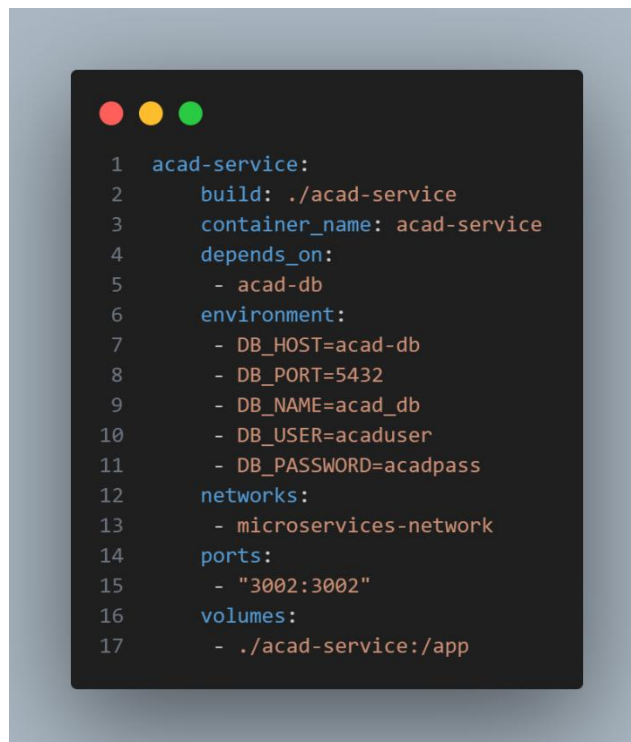 1 acad-service:
2     build: ./acad-service
3     container_name: acad-service
4     depends_on:
5      - acad-db
6     environment:
7      - DB_HOST=acad-db
8      - DB_PORT=5432
9      - DB_NAME=acad_db
10      - DB_USER=acaduser
11      - DB_PASSWORD=acadpass
12     networks:
13      - microservices-network
14     ports:
15      - "3002:3002"
16     volumes:
17      - ./acad-service:/app